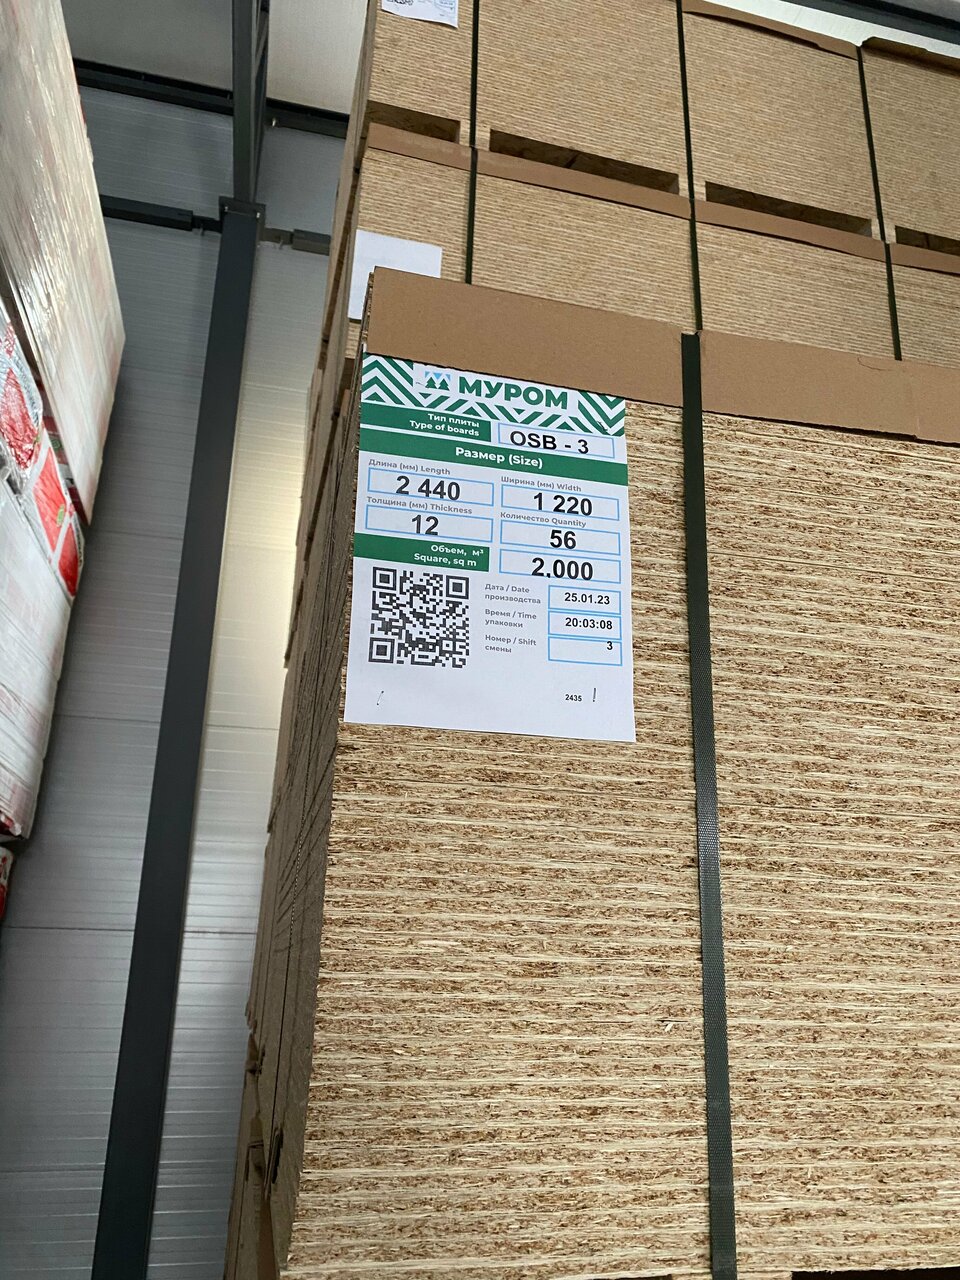 МУРОМ
Тип плиты
Type of boards
OSB - 3
Размер (Size)
Длина (мм) Length
Ширина (мм) Width
2 440
1 220
Толщина (мм) Thickness
Количество Quantity
12
56
Объем, м³
Square, sq m
2,000
Дата / Date
производства
25.01.23
Время / Time
упаковки
20:03:08
Номер / Shift
смены
3
2435